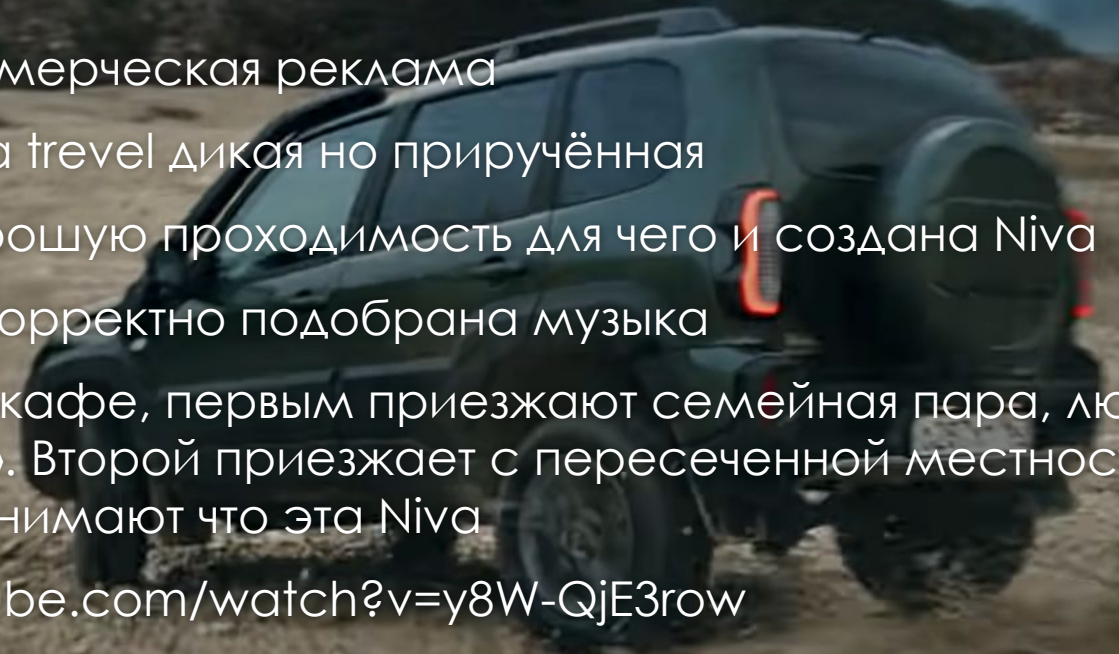 мерческая реклама
а trevel дикая но приручённая
рошую проходимость для чего и создана Niva
орректно подобрана музыка
кафе, первым приезжают семейная пара, лю
. Второй приезжает с пересеченной местнос
нимают что эта Niva
be.com/watch?v=y8W-QjE3row